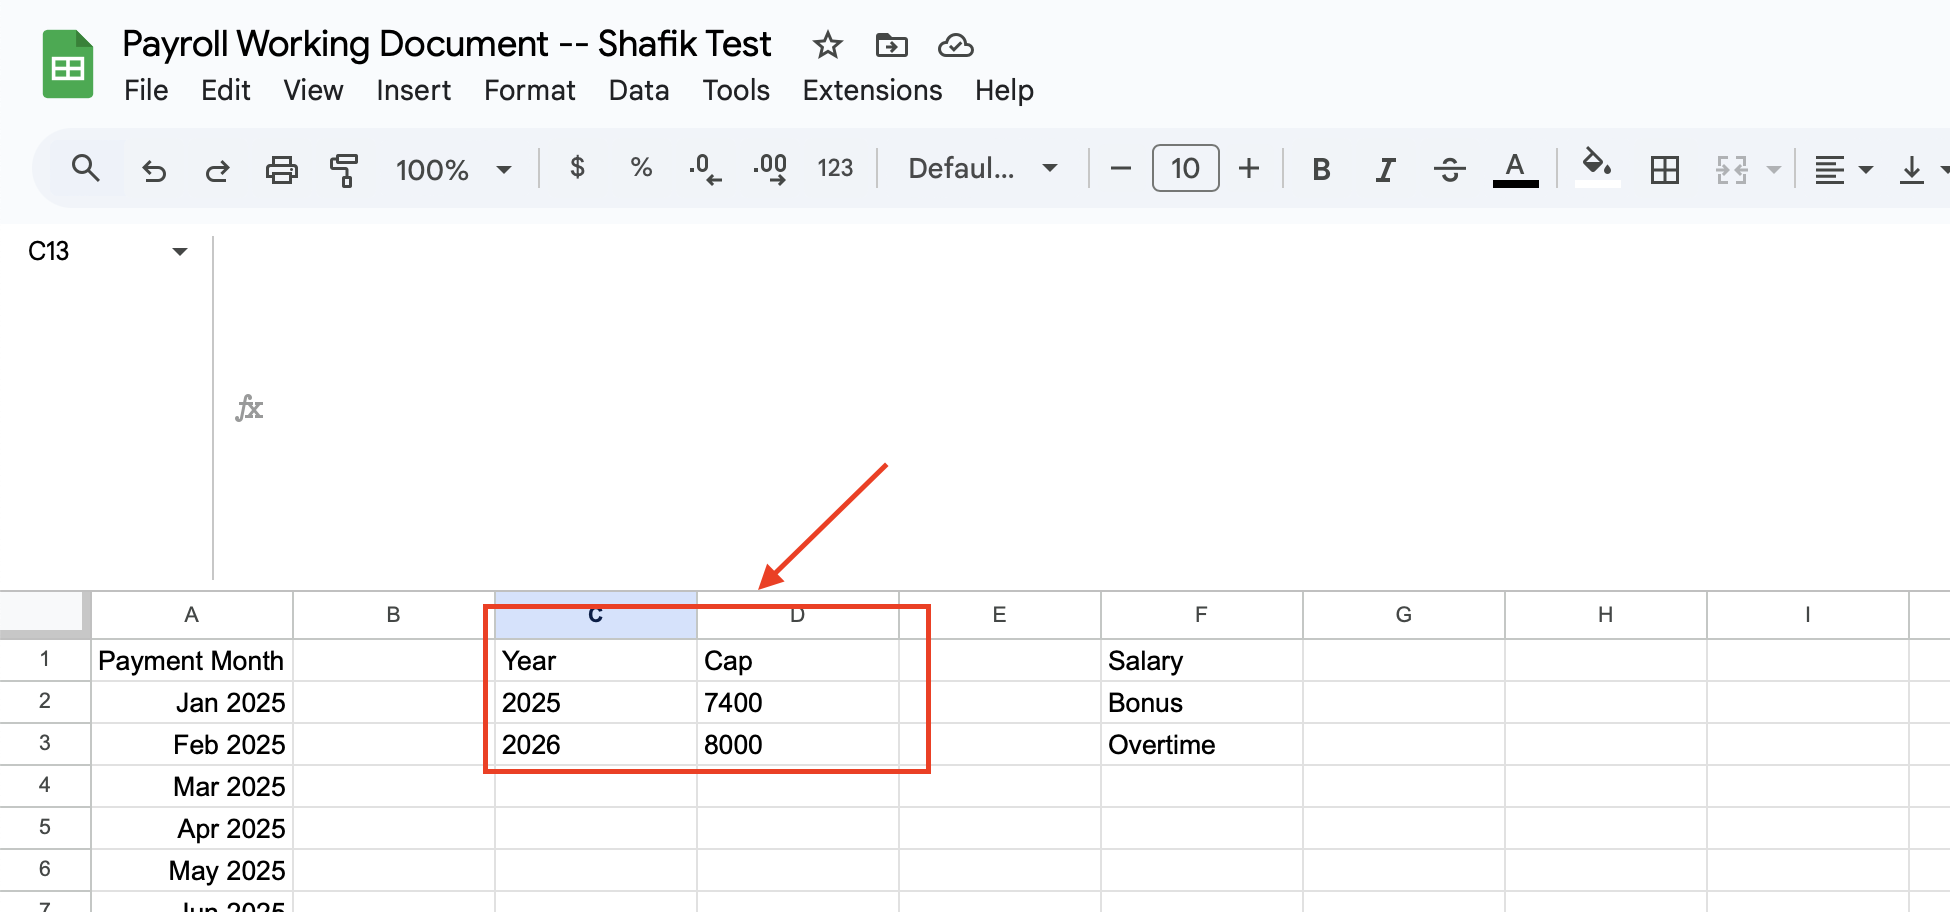 Payroll Working Document -- Shafik Test
File Edit View Insert Format Data Tools Extensions Help
100% $ % .0 .00 123 Defaul... 10 B I S A
C13
fx
A B C D E F G H I
1 Payment Month Year Cap Salary
2 Jan 2025 2025 7400 Bonus
3 Feb 2025 2026 8000 Overtime
4 Mar 2025
5 Apr 2025
6 May 2025
7 Jun 2025